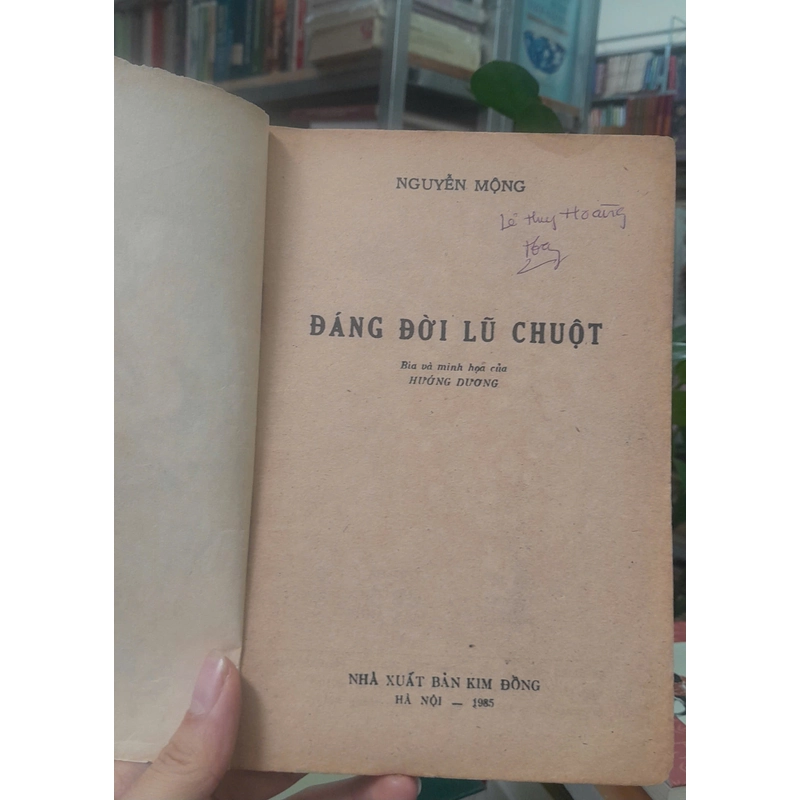 NGUYỄN MỘNG
Lê Huy Hoàng
ĐÁNG ĐỜI LŨ CHUỘT
Bìa và minh họa của
HƯỚNG DƯƠNG
NHÀ XUẤT BẢN KIM ĐỒNG
HÀ NỘI — 1985